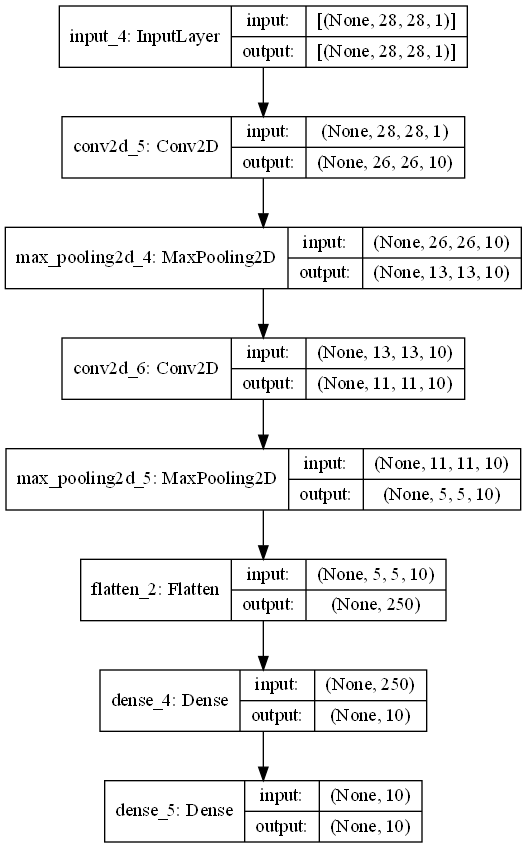 input_4: InputLayer
input:
[(None, 28, 28, 1)]
output:
[(None, 28, 28, 1)]
conv2d_5: Conv2D
input:
(None, 28, 28, 1)
output:
(None, 26, 26, 10)
max_pooling2d_4: MaxPooling2D
input:
(None, 26, 26, 10)
output:
(None, 13, 13, 10)
conv2d_6: Conv2D
input:
(None, 13, 13, 10)
output:
(None, 11, 11, 10)
max_pooling2d_5: MaxPooling2D
input:
(None, 11, 11, 10)
output:
(None, 5, 5, 10)
flatten_2: Flatten
input:
(None, 5, 5, 10)
output:
(None, 250)
dense_4: Dense
input:
(None, 250)
output:
(None, 10)
dense_5: Dense
input:
(None, 10)
output:
(None, 10)